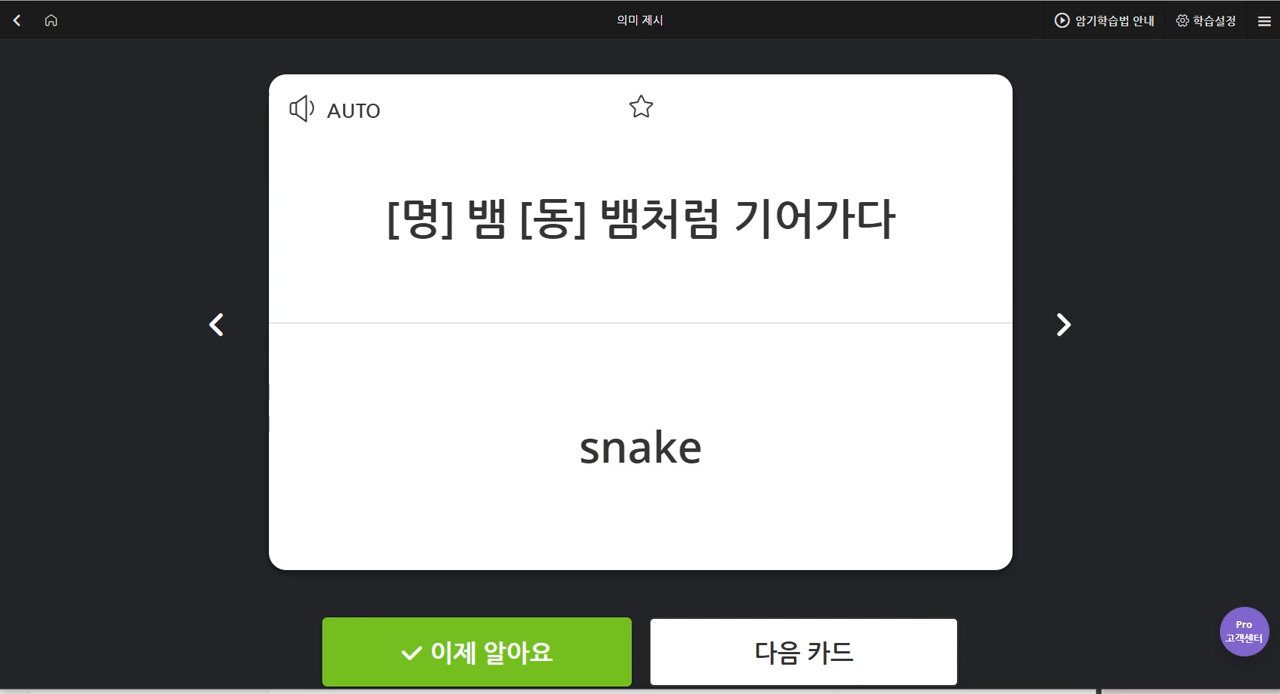 의미 제시
암기학습법 안내
학습설정
AUTO
[명] 뱀 [동] 뱀처럼 기어가다
snake
이제 알아요
다음 카드
Pro
고객센터